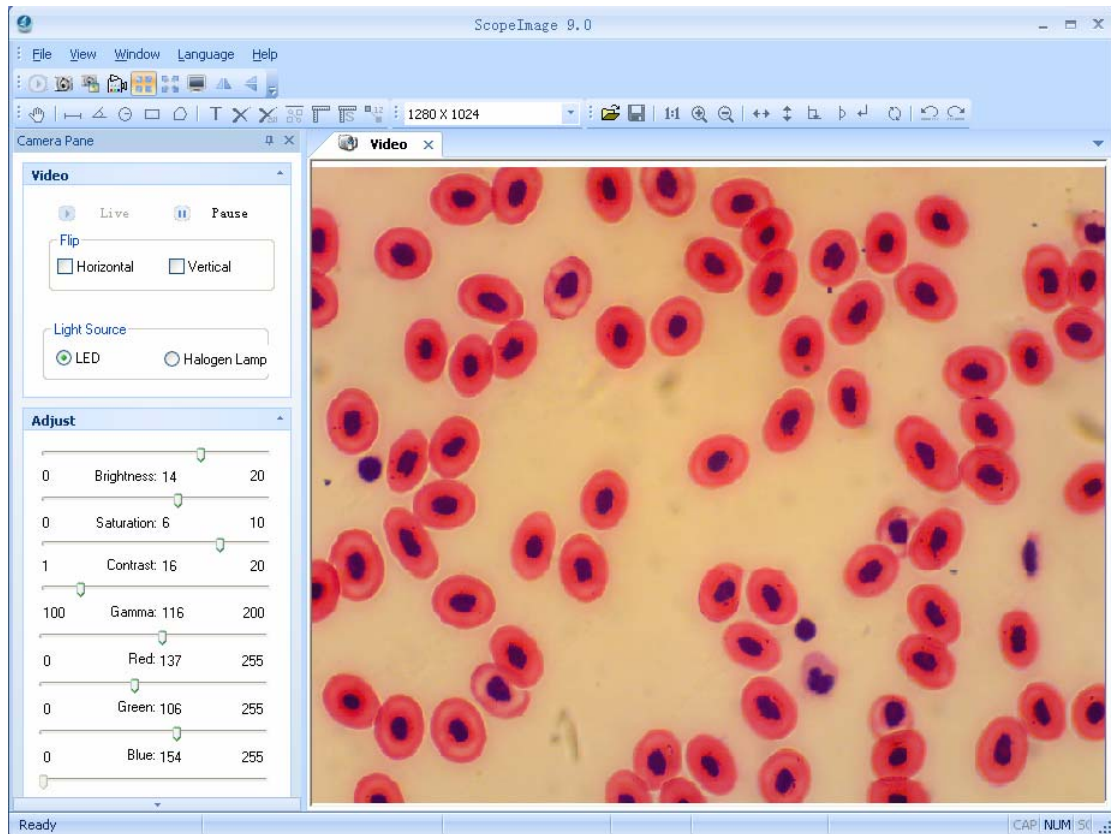 ScopeImage 9.0
File View Window Language Help
1280 X 1024 1:1
Camera Pane
Video
Video
Live Pause
Flip
Horizontal Vertical
Light Source
LED Halogen Lamp
Adjust
0 Brightness: 14 20
0 Saturation: 6 10
1 Contrast: 16 20
100 Gamma: 116 200
0 Red: 137 255
0 Green: 106 255
0 Blue: 154 255
Ready CAP NUM